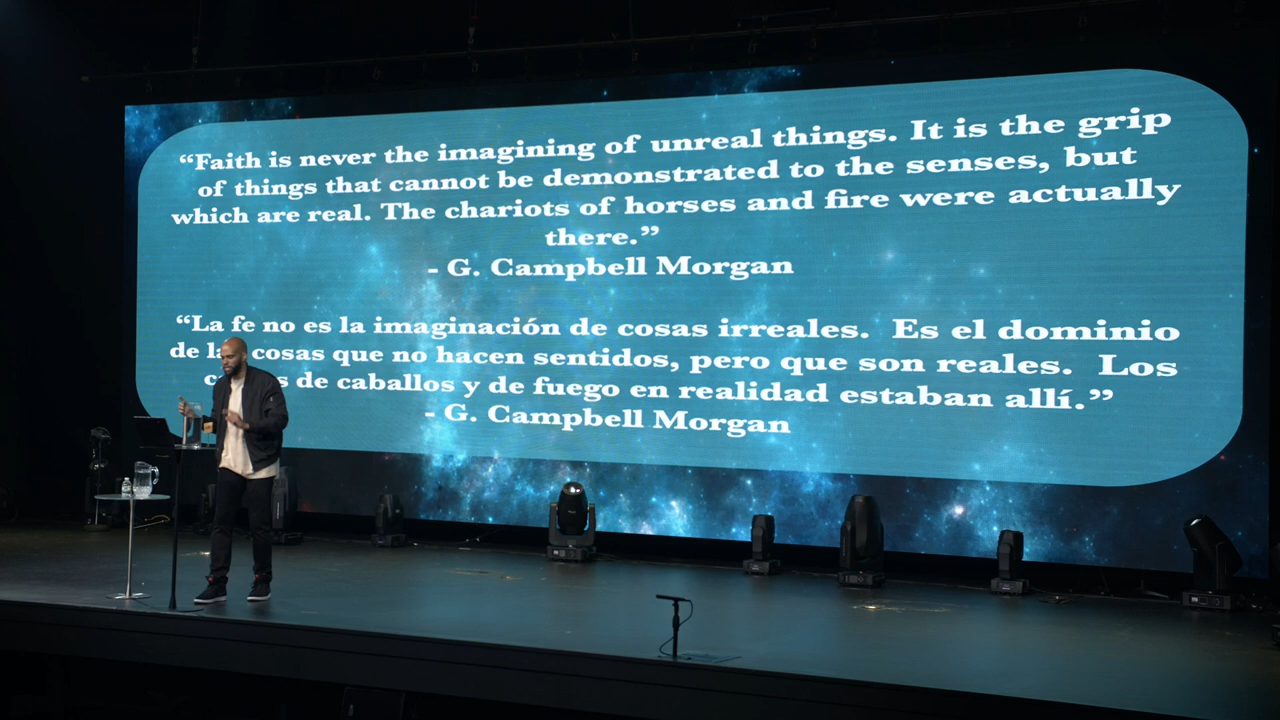 “Faith is never the imagining of unreal things. It is the grip
of things that cannot be demonstrated to the senses, but
which are real. The chariots of horses and fire were actually
there.”
- G. Campbell Morgan
“La fe no es la imaginación de cosas irreales. Es el dominio
de cosas que no hacen sentidos, pero que son reales. Los
de caballos y de fuego en realidad estaban allí.”
- G. Campbell Morgan